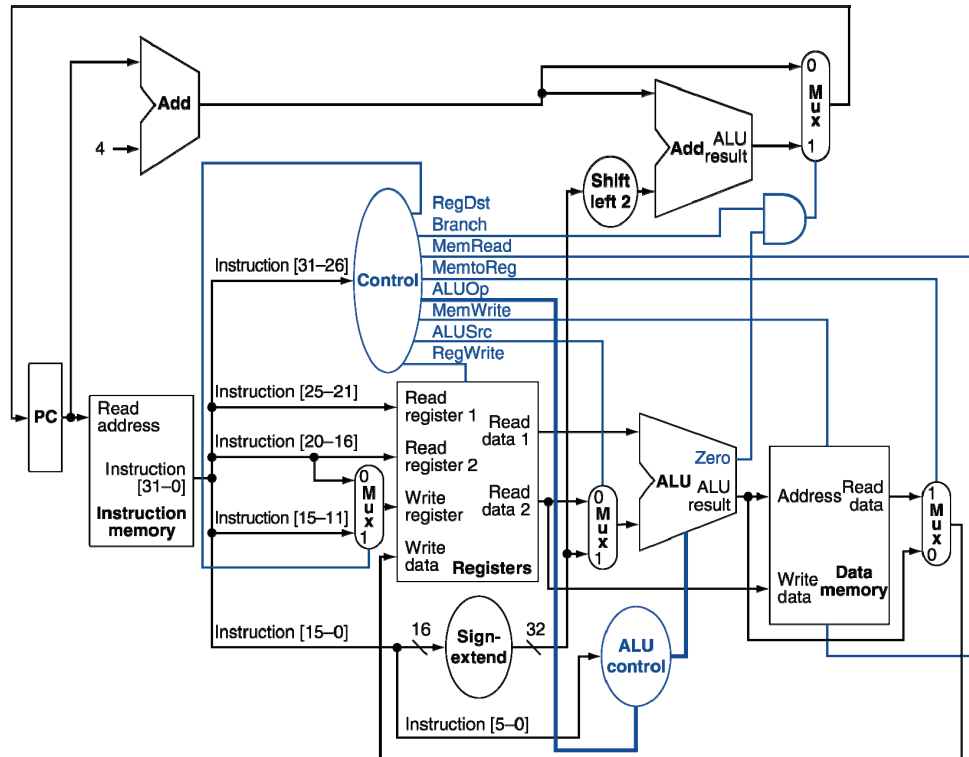 Add
4
0
M
u
x
1
Add
ALU
result
Shift
left 2
RegDst
Branch
MemRead
MemtoReg
ALUOp
MemWrite
ALUSrc
RegWrite
Control
Instruction [31–26]
Instruction [25–21]
Instruction [20–16]
Instruction [15–11]
Instruction [15–0]
Instruction [5–0]
PC
Read
address
Instruction
[31–0]
Instruction
memory
0
M
u
x
1
Read
register 1
Read
register 2
Write
register
Write
data
Read
data 1
Read
data 2
Registers
0
M
u
x
1
Zero
ALU
ALU
result
Address
Read
data
Write
data
Data
memory
1
M
u
x
0
16
Sign-
extend
32
ALU
control